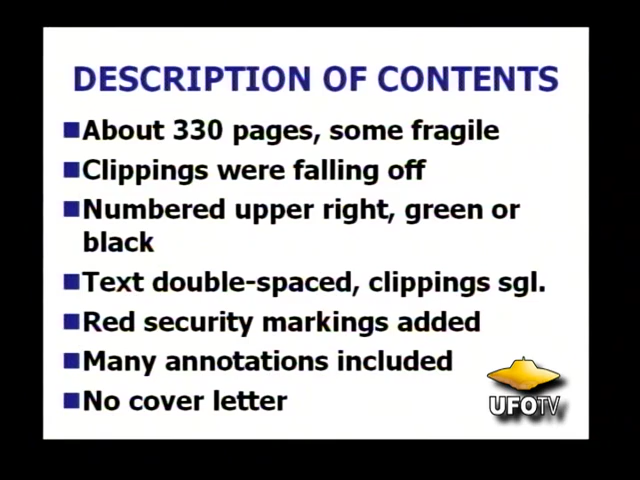 DESCRIPTION OF CONTENTS
About 330 pages, some fragile
Clippings were falling off
Numbered upper right, green or
black
Text double-spaced, clippings sgl.
Red security markings added
Many annotations included
No cover letter
UFOTV